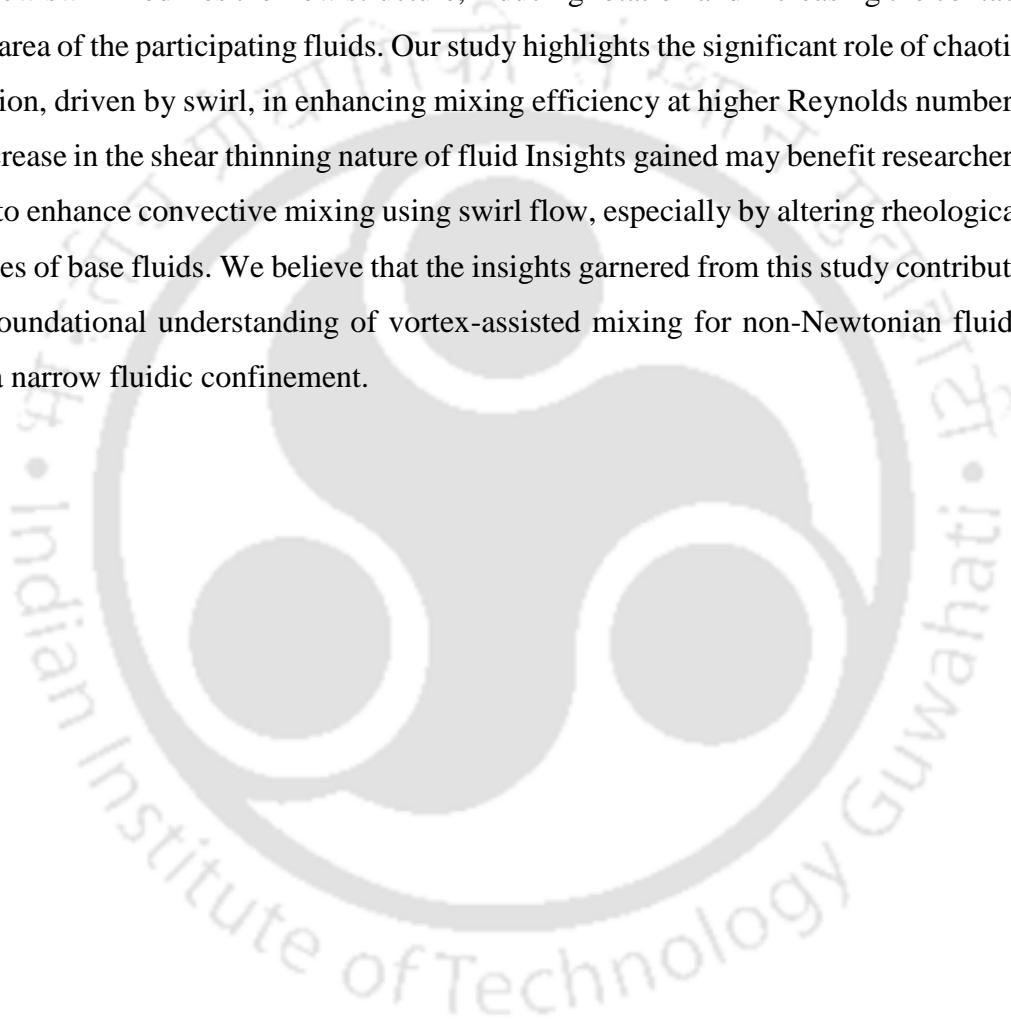 area of the participating fluids. Our study highlights the significant role of chaoti
ion, driven by swirl, in enhancing mixing efficiency at higher Reynolds number
crease in the shear thinning nature of fluid Insights gained may benefit researcher
to enhance convective mixing using swirl flow, especially by altering rheologica
es of base fluids. We believe that the insights garnered from this study contribut
oundational understanding of vortex-assisted mixing for non-Newtonian fluid
a narrow fluidic confinement.
Indian Institute of Technology Guwahati